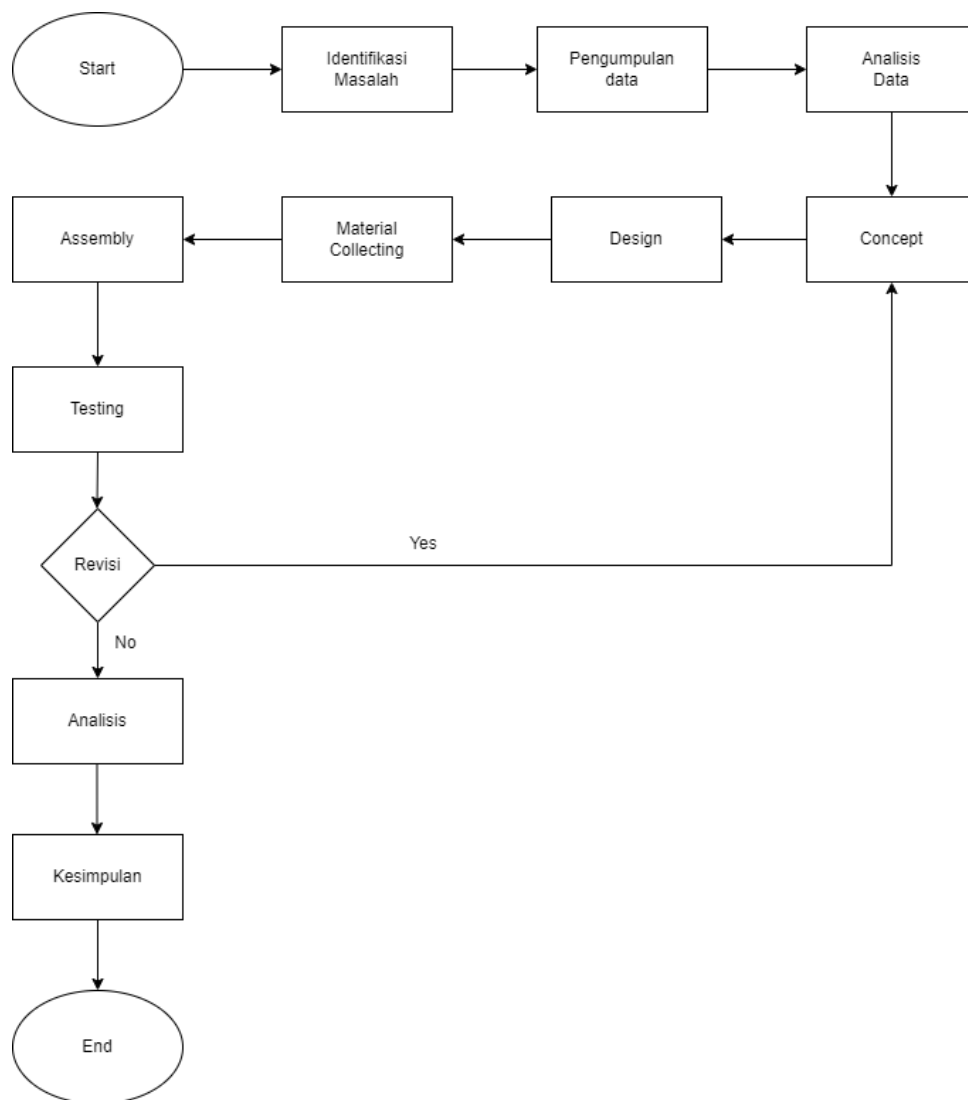 Start
Identifikasi
Masalah
Pengumpulan
data
Analisis
Data
Concept
Design
Material
Collecting
Assembly
Testing
Revisi
Yes
No
Analisis
Kesimpulan
End